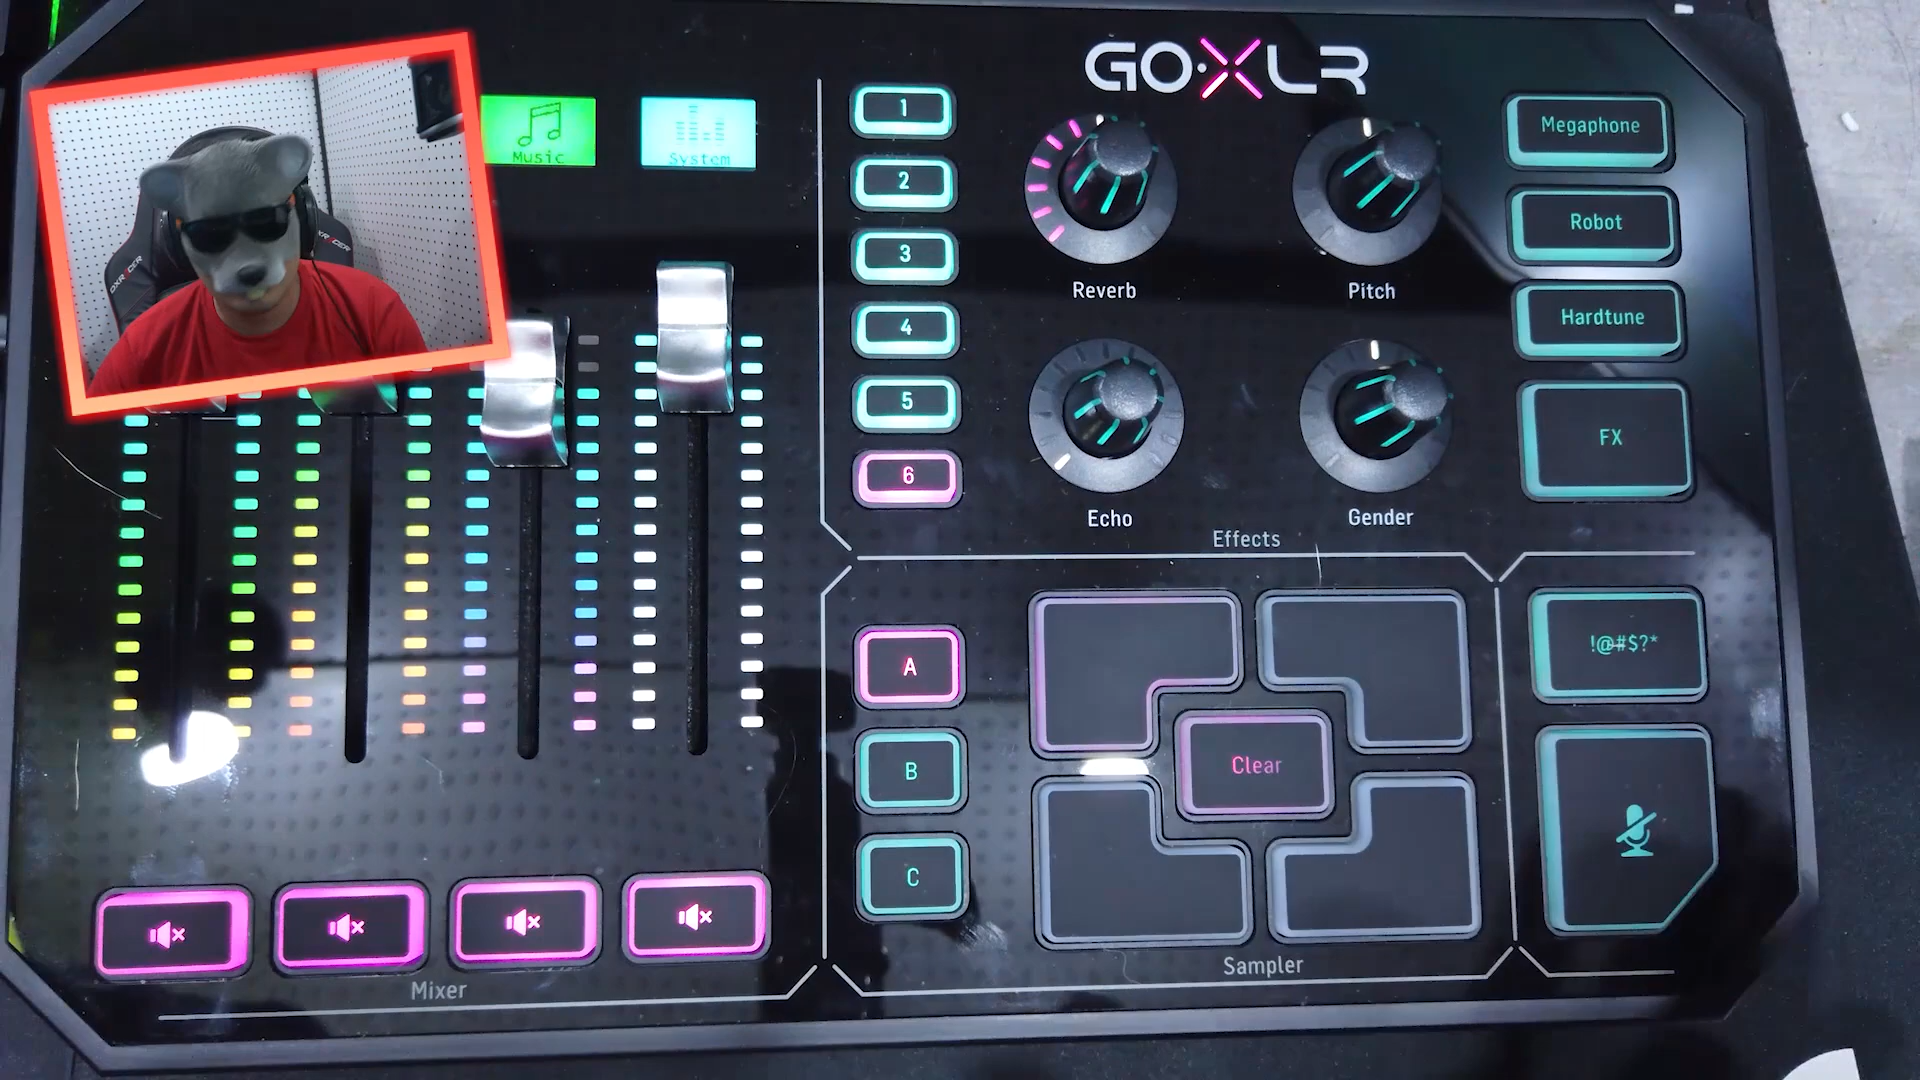 GO·XLR
Music
System
1
2
3
4
5
6
Reverb
Pitch
Echo
Gender
Effects
Megaphone
Robot
Hardtune
FX
A
B
C
Clear
Sampler
!@#$?*
Mixer
DXRACER